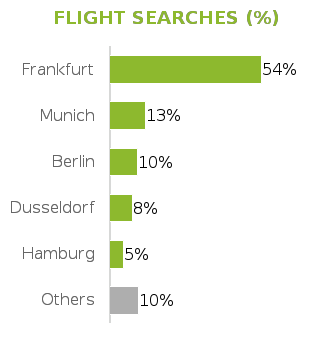 FLIGHT SEARCHES (%)
Frankfurt 54%
Munich 13%
Berlin 10%
Dusseldorf 8%
Hamburg 5%
Others 10%